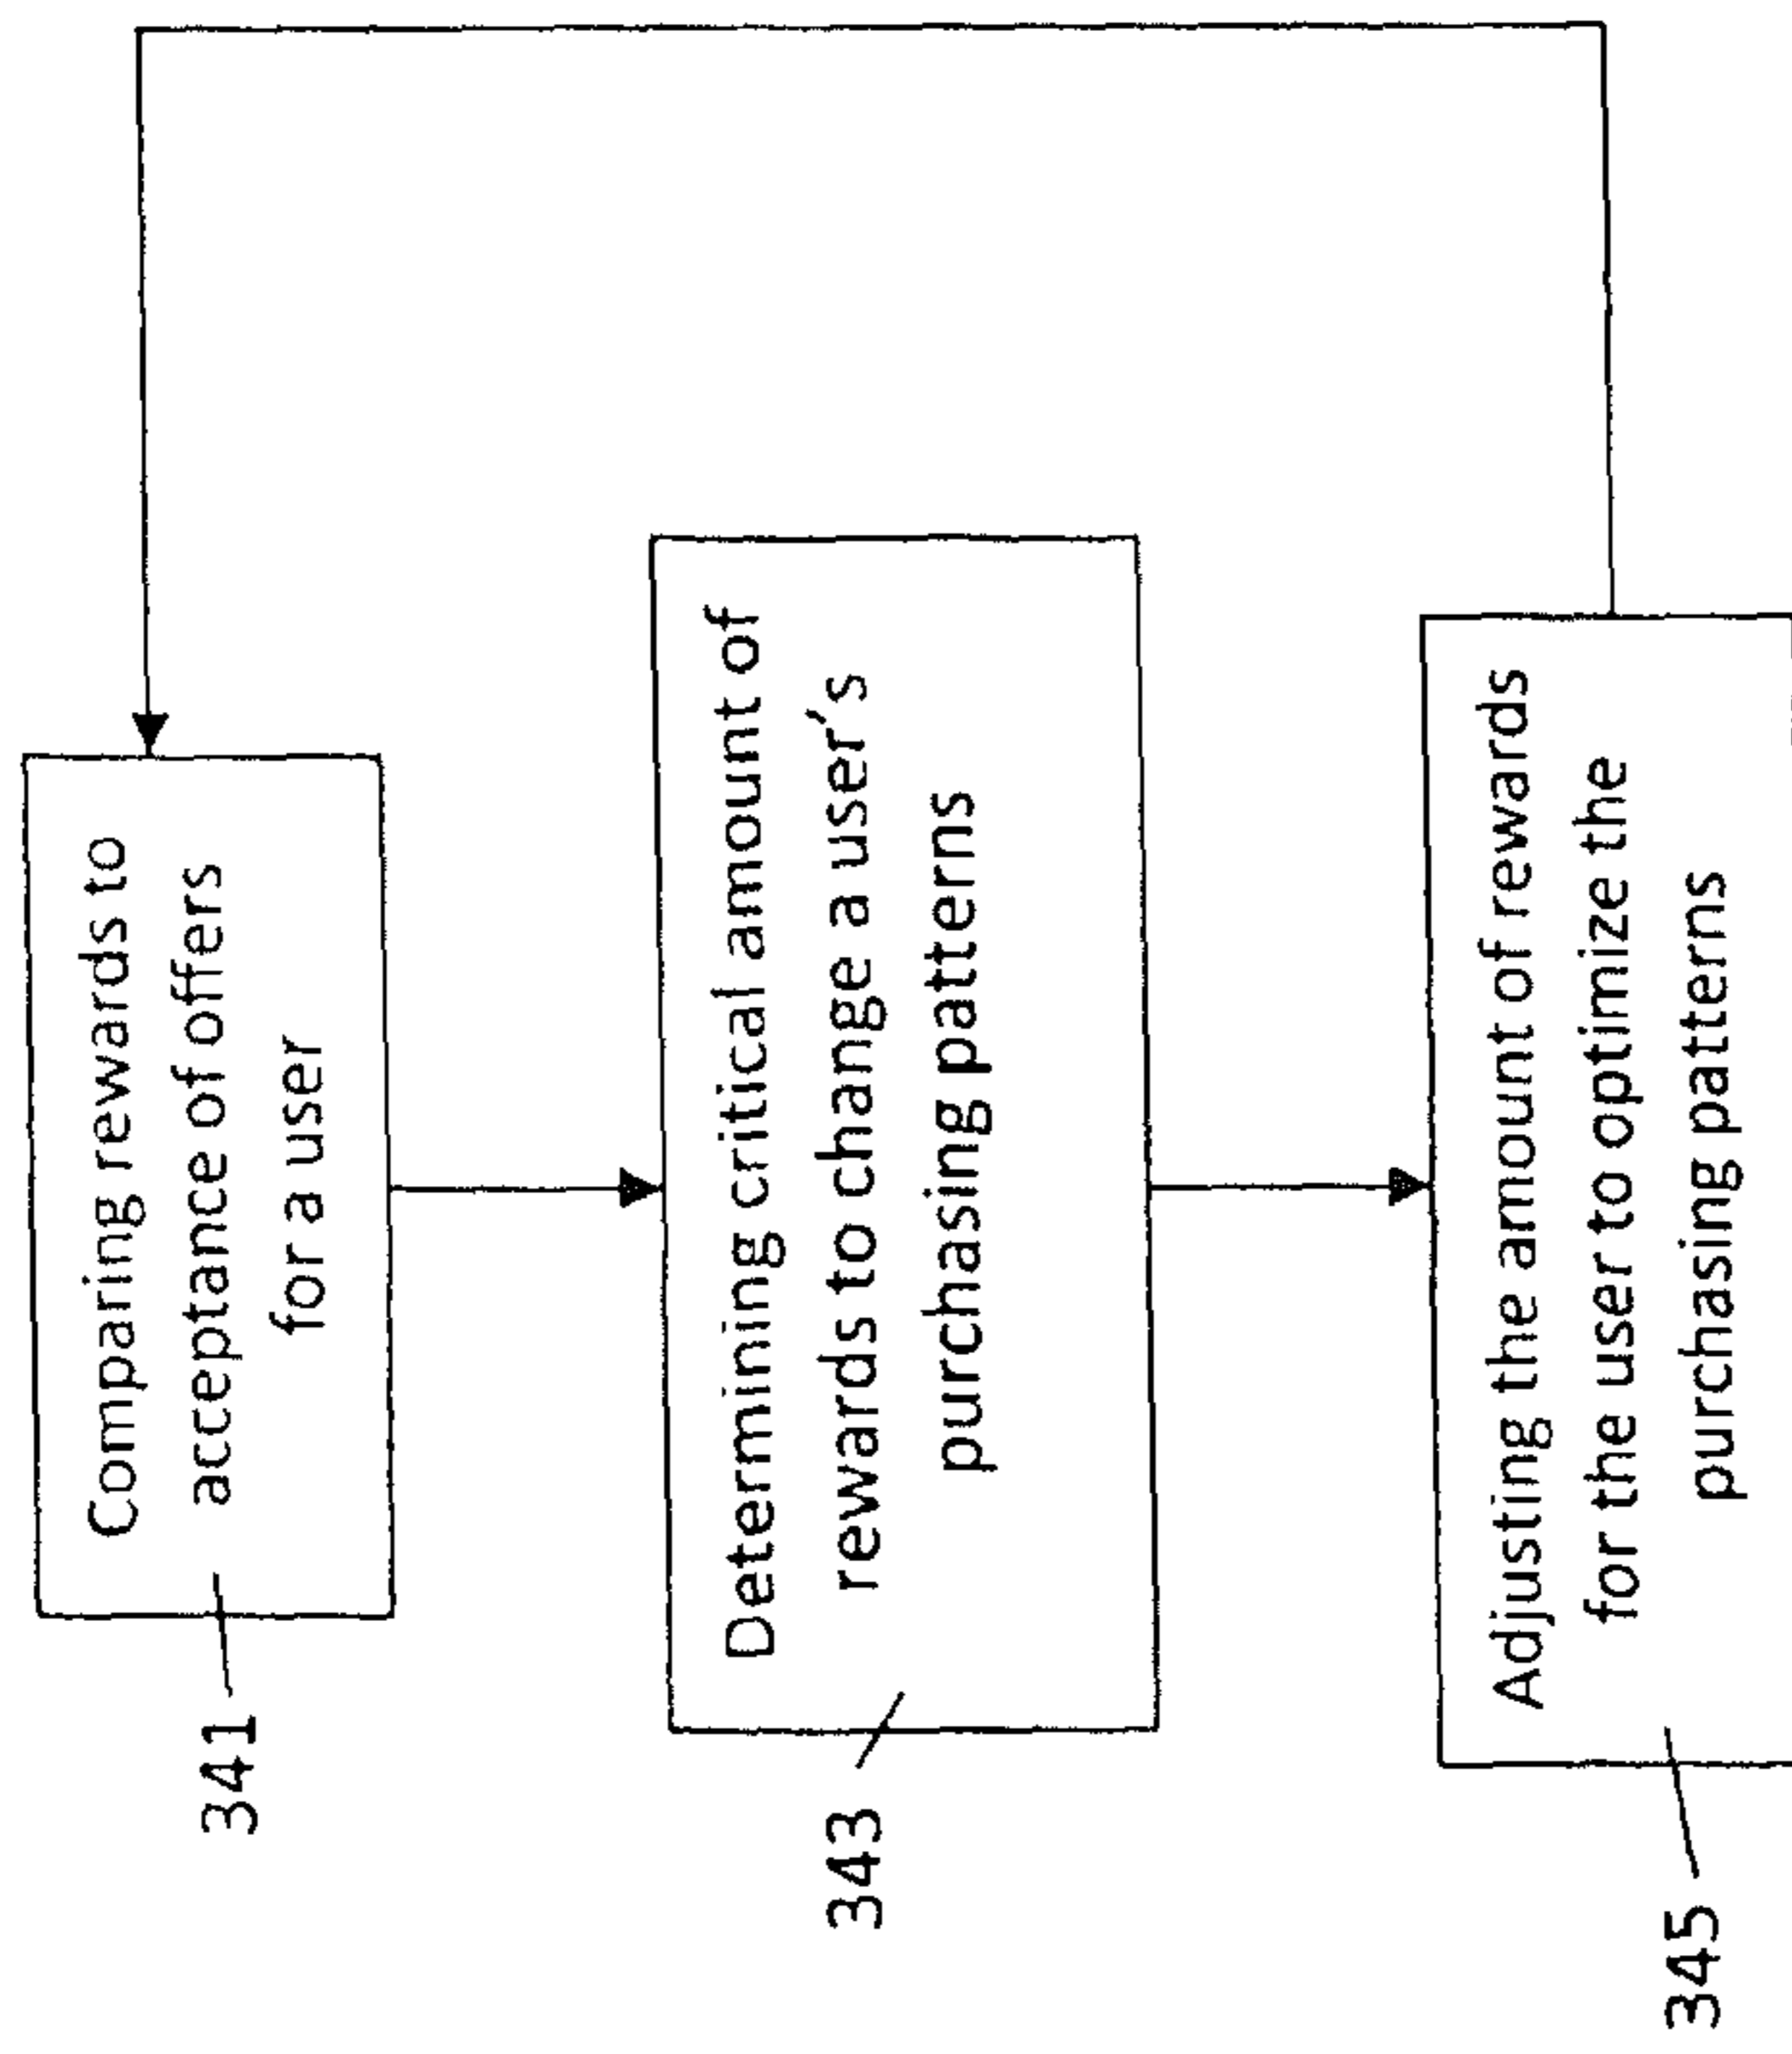 341
Comparing rewards to
acceptance of offers
for a user
343
Determining critical amount of
rewards to change a user's
purchasing patterns
345
Adjusting the amount of rewards
for the user to optimize the
purchasing patterns